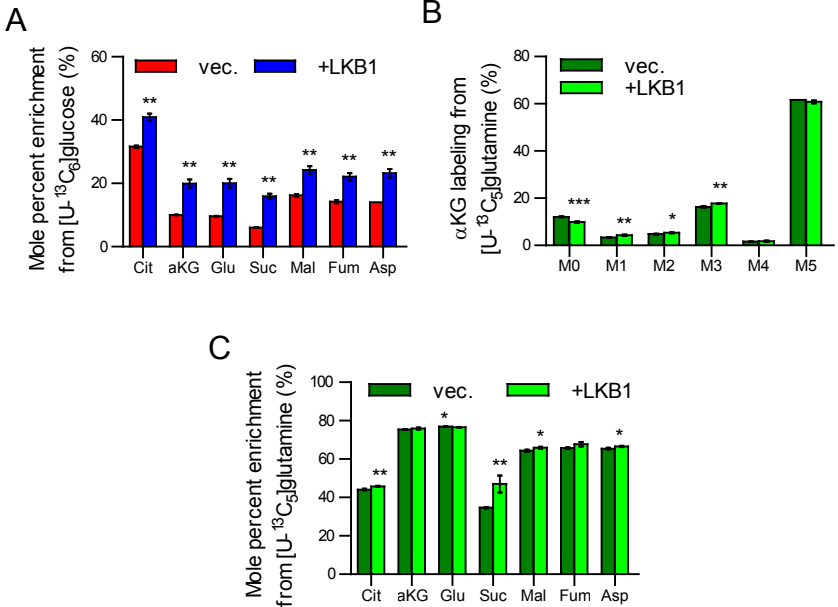 A
Mole percent enrichment
from [U-¹³C₆]glucose (%)
60
40
20
0
vec. +LKB1
**
** ** ** ** ** **
Cit aKG Glu Suc Mal Fum Asp
B
αKG labeling from
[U-¹³C₅]glutamine (%)
80
60
40
20
0
vec.
+LKB1
*** ** * **
M0 M1 M2 M3 M4 M5
C
Mole percent enrichment
from [U-¹³C₅]glutamine (%)
100
80
60
40
20
0
vec. +LKB1
** * ** * *
Cit aKG Glu Suc Mal Fum Asp